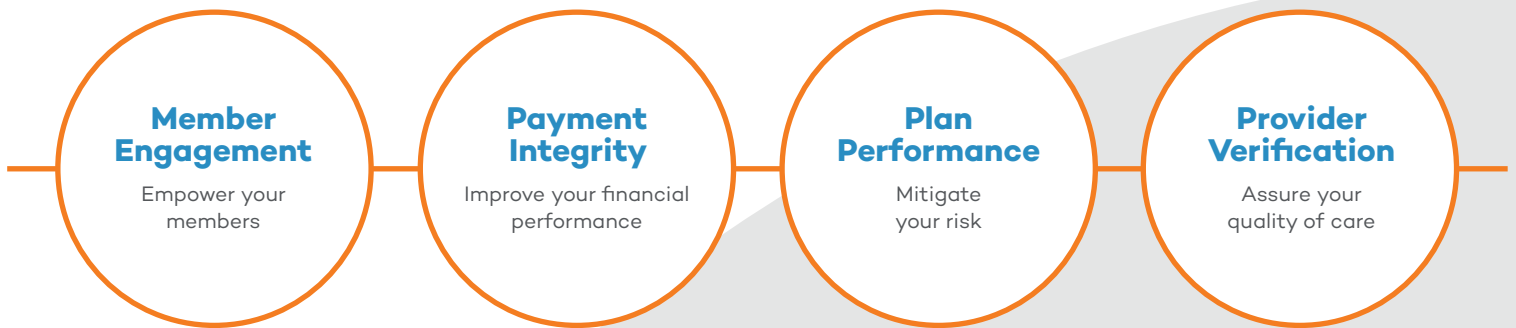 Member
Engagement
Empower your
members
Payment
Integrity
Improve your financial
performance
Plan
Performance
Mitigate
your risk
Provider
Verification
Assure your
quality of care